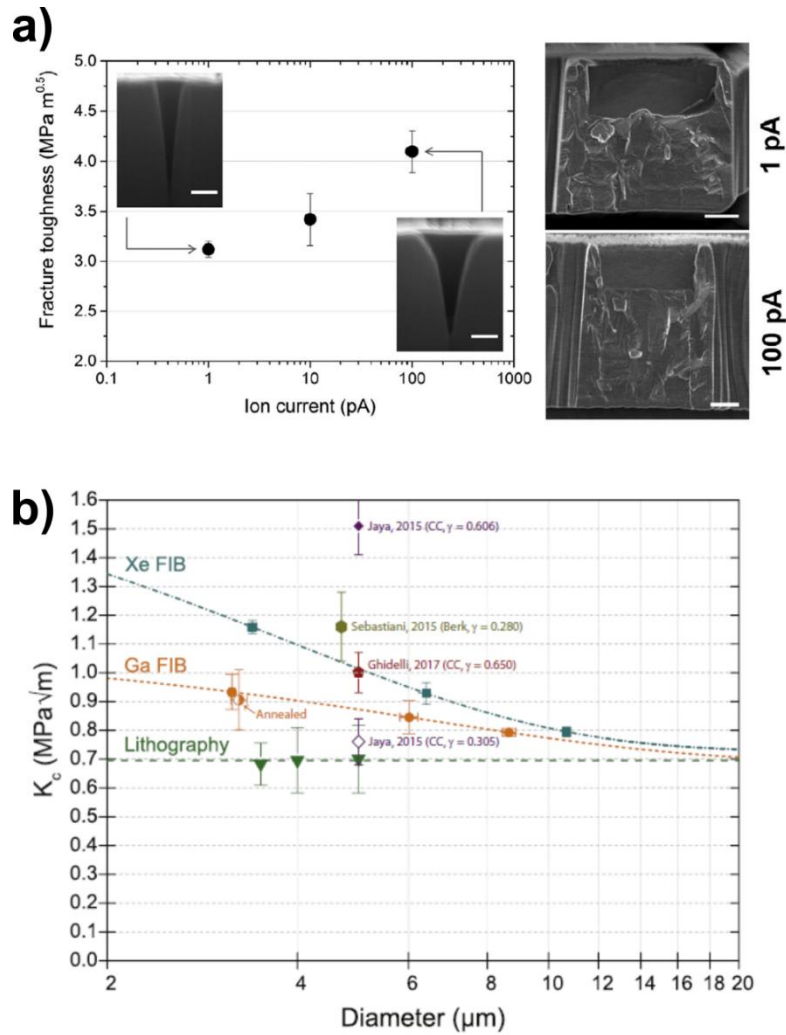 a)
Fracture toughness (MPa m^0.5)
5.0
4.5
4.0
3.5
3.0
2.5
2.0
0.1
1
10
100
1000
Ion current (pA)
1 pA
100 pA
b)
K_c (MPa √m)
1.6
1.5
1.4
1.3
1.2
1.1
1.0
0.9
0.8
0.7
0.6
0.5
0.4
0.3
0.2
0.1
0.0
Jaya, 2015 (CC, γ = 0.606)
Xe FIB
Sebastiani, 2015 (Berk, γ = 0.280)
Ghidelli, 2017 (CC, γ = 0.650)
Ga FIB
Annealed
Lithography
Jaya, 2015 (CC, γ = 0.305)
2
4
6
8
10
12
14
16
18
20
Diameter (μm)